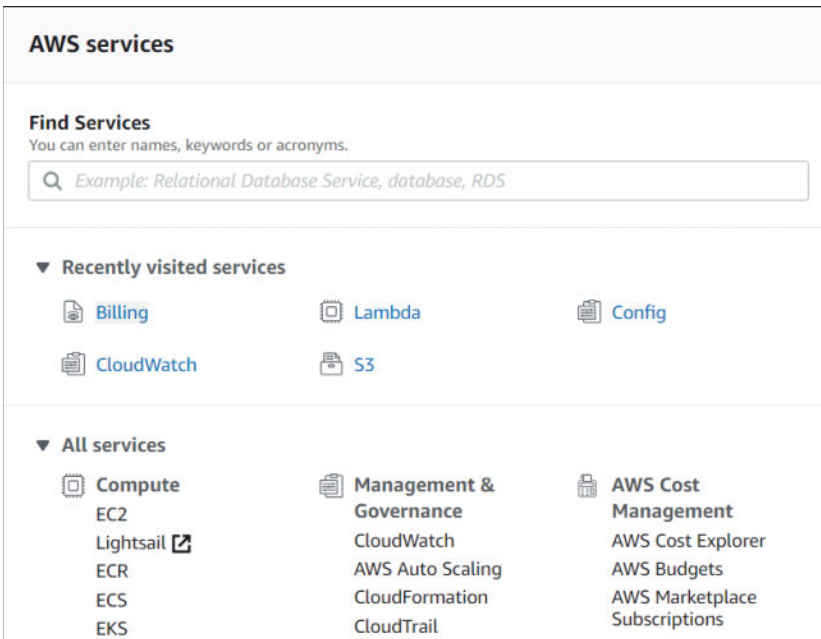 AWS services
Find Services
You can enter names, keywords or acronyms.
Example: Relational Database Service, database, RDS
Recently visited services
Billing
Lambda
Config
CloudWatch
S3
All services
Compute
EC2
Lightsail
ECR
ECS
EKS
Management &
Governance
CloudWatch
AWS Auto Scaling
CloudFormation
CloudTrail
AWS Cost
Management
AWS Cost Explorer
AWS Budgets
AWS Marketplace
Subscriptions